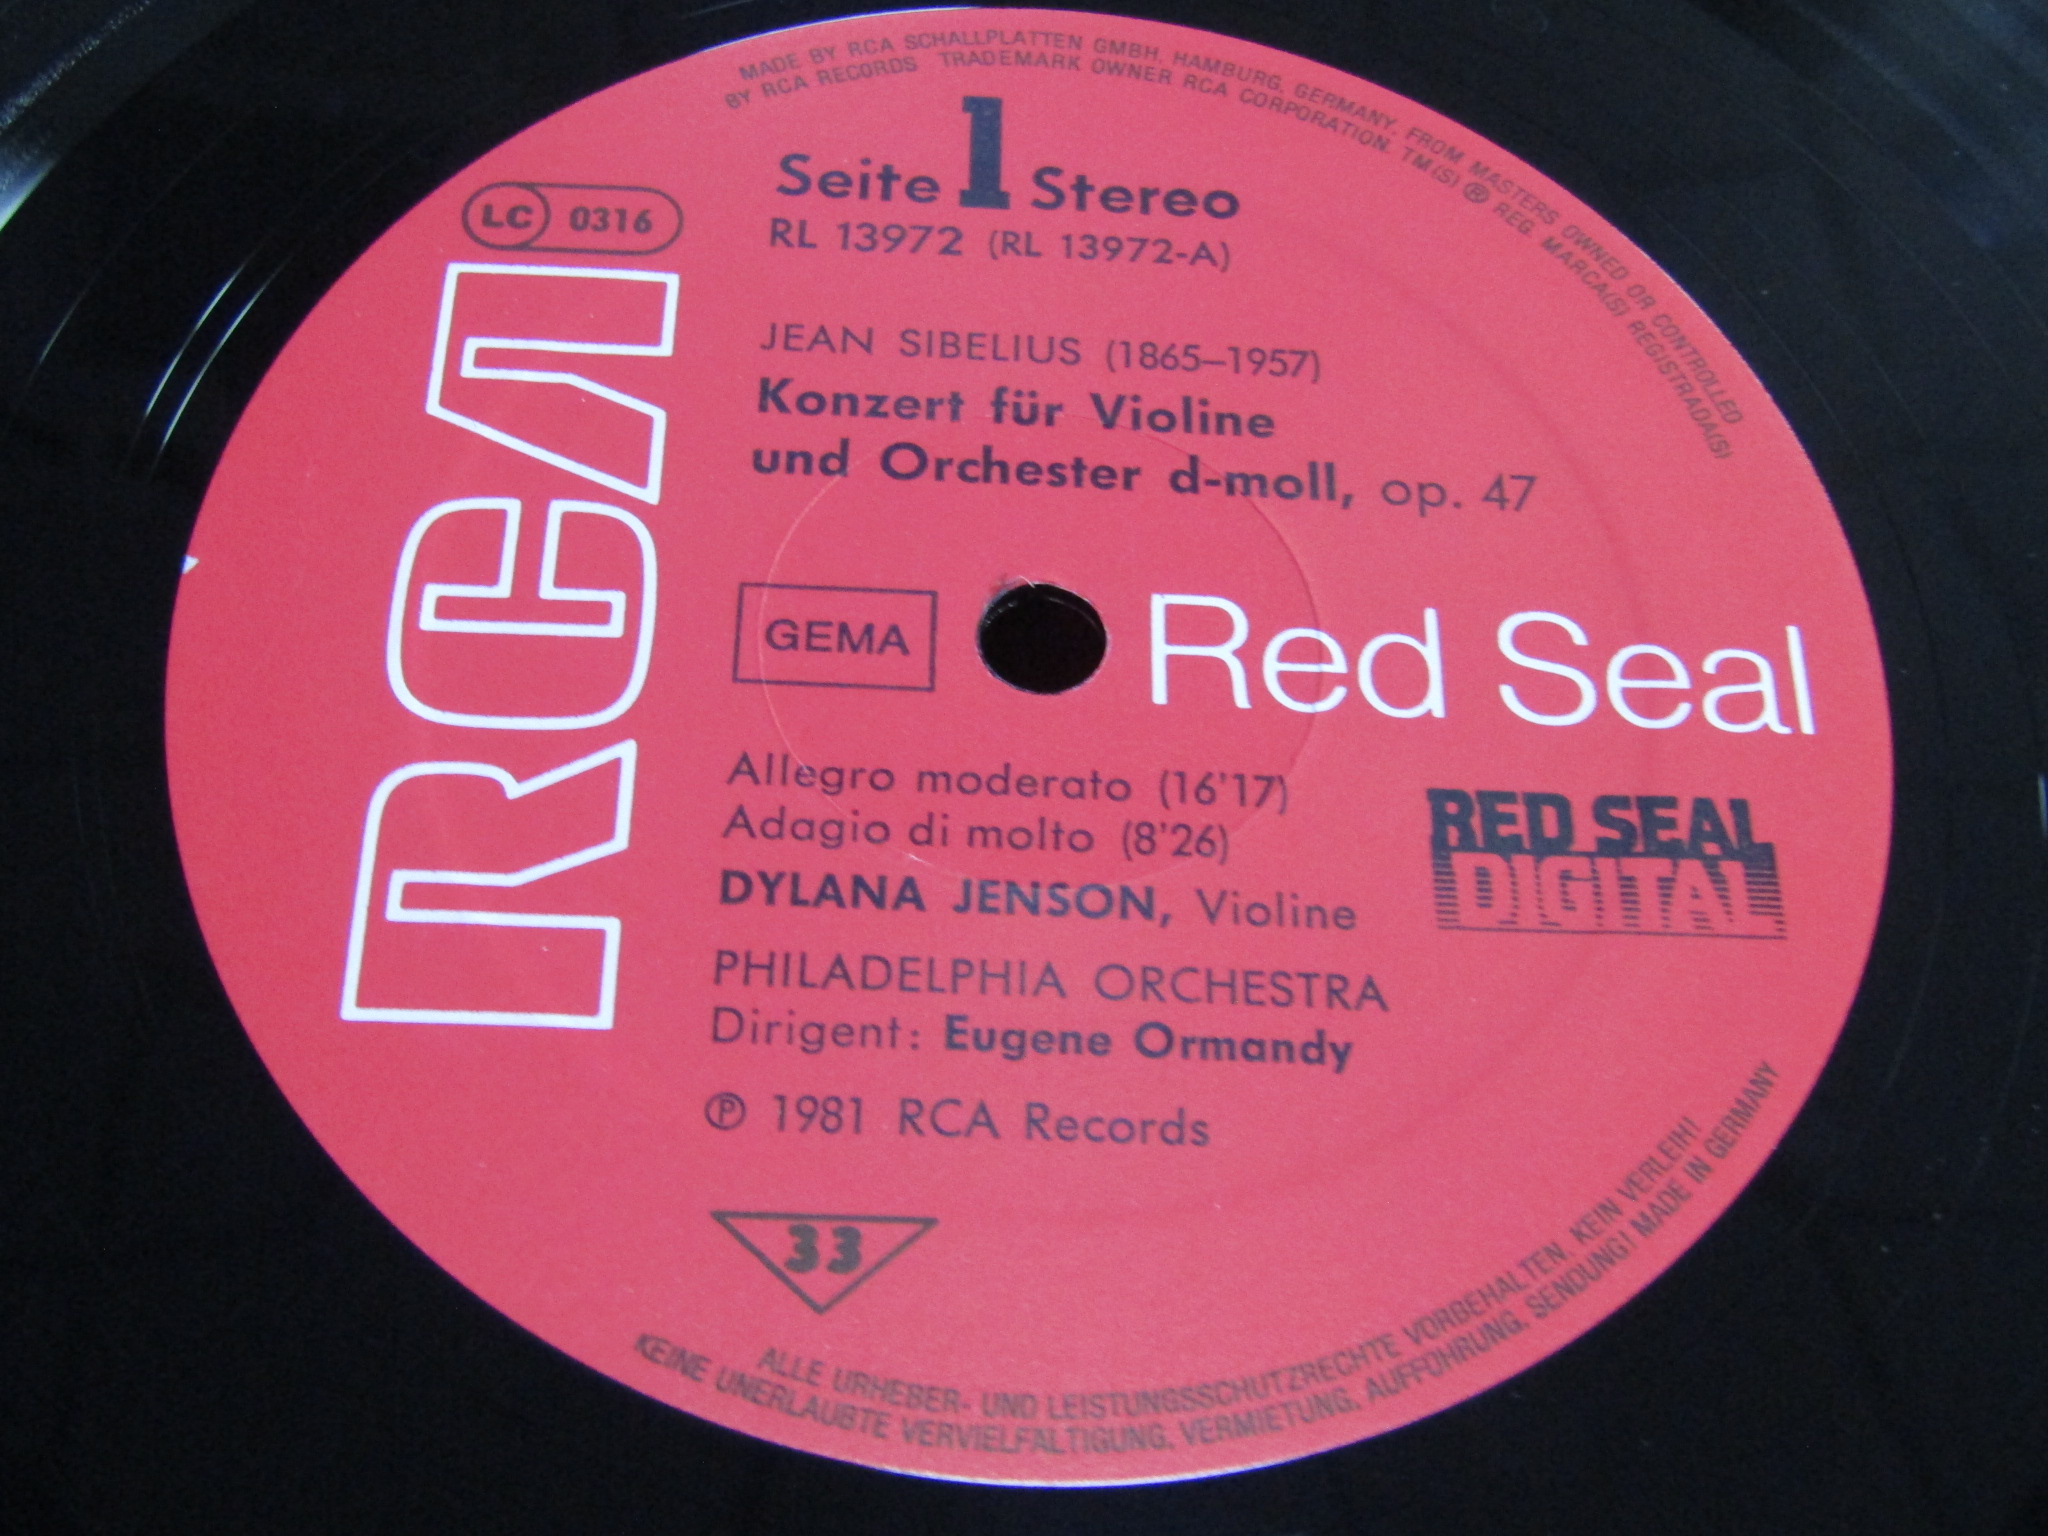 MADE BY RCA SCHALLPLATTEN GMBH, HAMBURG, GERMANY, FROM MASTERS OWNED OR CONTROLLED
BY RCA RECORDS TRADEMARK OWNER RCA CORPORATION. TM(S) ® REG. MARCA(S) REGISTRADA(S)
Seite 1 Stereo
LC 0316
RL 13972 (RL 13972-A)
RCA
JEAN SIBELIUS (1865–1957)
Konzert für Violine
und Orchester d-moll, op. 47
GEMA
Red Seal
Allegro moderato (16'17)
Adagio di molto (8'26)
RED SEAL
DIGITAL
DYLANA JENSON, Violine
PHILADELPHIA ORCHESTRA
Dirigent: Eugene Ormandy
℗ 1981 RCA Records
33
ALLE URHEBER- UND LEISTUNGSSCHUTZRECHTE VORBEHALTEN. KEIN VERLEIH!
KEINE UNERLAUBTE VERVIELFÄLTIGUNG, VERMIETUNG, AUFFÜHRUNG, SENDUNG! MADE IN GERMANY